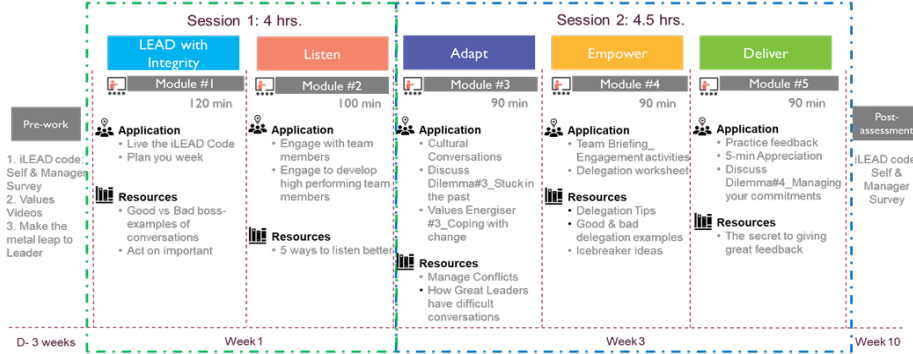 Session 1: 4 hrs.
Session 2: 4.5 hrs.
LEAD with
Integrity
Listen
Adapt
Empower
Deliver
Module #1
Module #2
Module #3
Module #4
Module #5
120 min
100 min
90 min
90 min
90 min
Pre-work
1. iLEAD code:
Self & Manager
Survey
2. Values
Videos
3. Make the
metal leap to
Leader
Application
• Live the iLEAD Code
• Plan you week
Resources
• Good vs Bad boss-
examples of
conversations
• Act on important
Application
• Engage with team
members
• Engage to develop
high performing team
members
Resources
• 5 ways to listen better
Application
• Cultural
Conversations
• Discuss
Dilemma#3_Stuck in
the past
• Values Energiser
#3_Coping with
change
Resources
• Manage Conflicts
• How Great Leaders
have difficult
conversations
Application
• Team Briefing_
Engagement activities
• Delegation worksheet
Resources
• Delegation Tips
• Good & bad
delegation examples
• Icebreaker ideas
Application
• Practice feedback
• 5-min Appreciation
• Discuss
Dilemma#4_Managing
your commitments
Resources
• The secret to giving
great feedback
Post-
assessment
iLEAD code
Self &
Manager
Survey
D- 3 weeks
Week 1
Week 3
Week 10